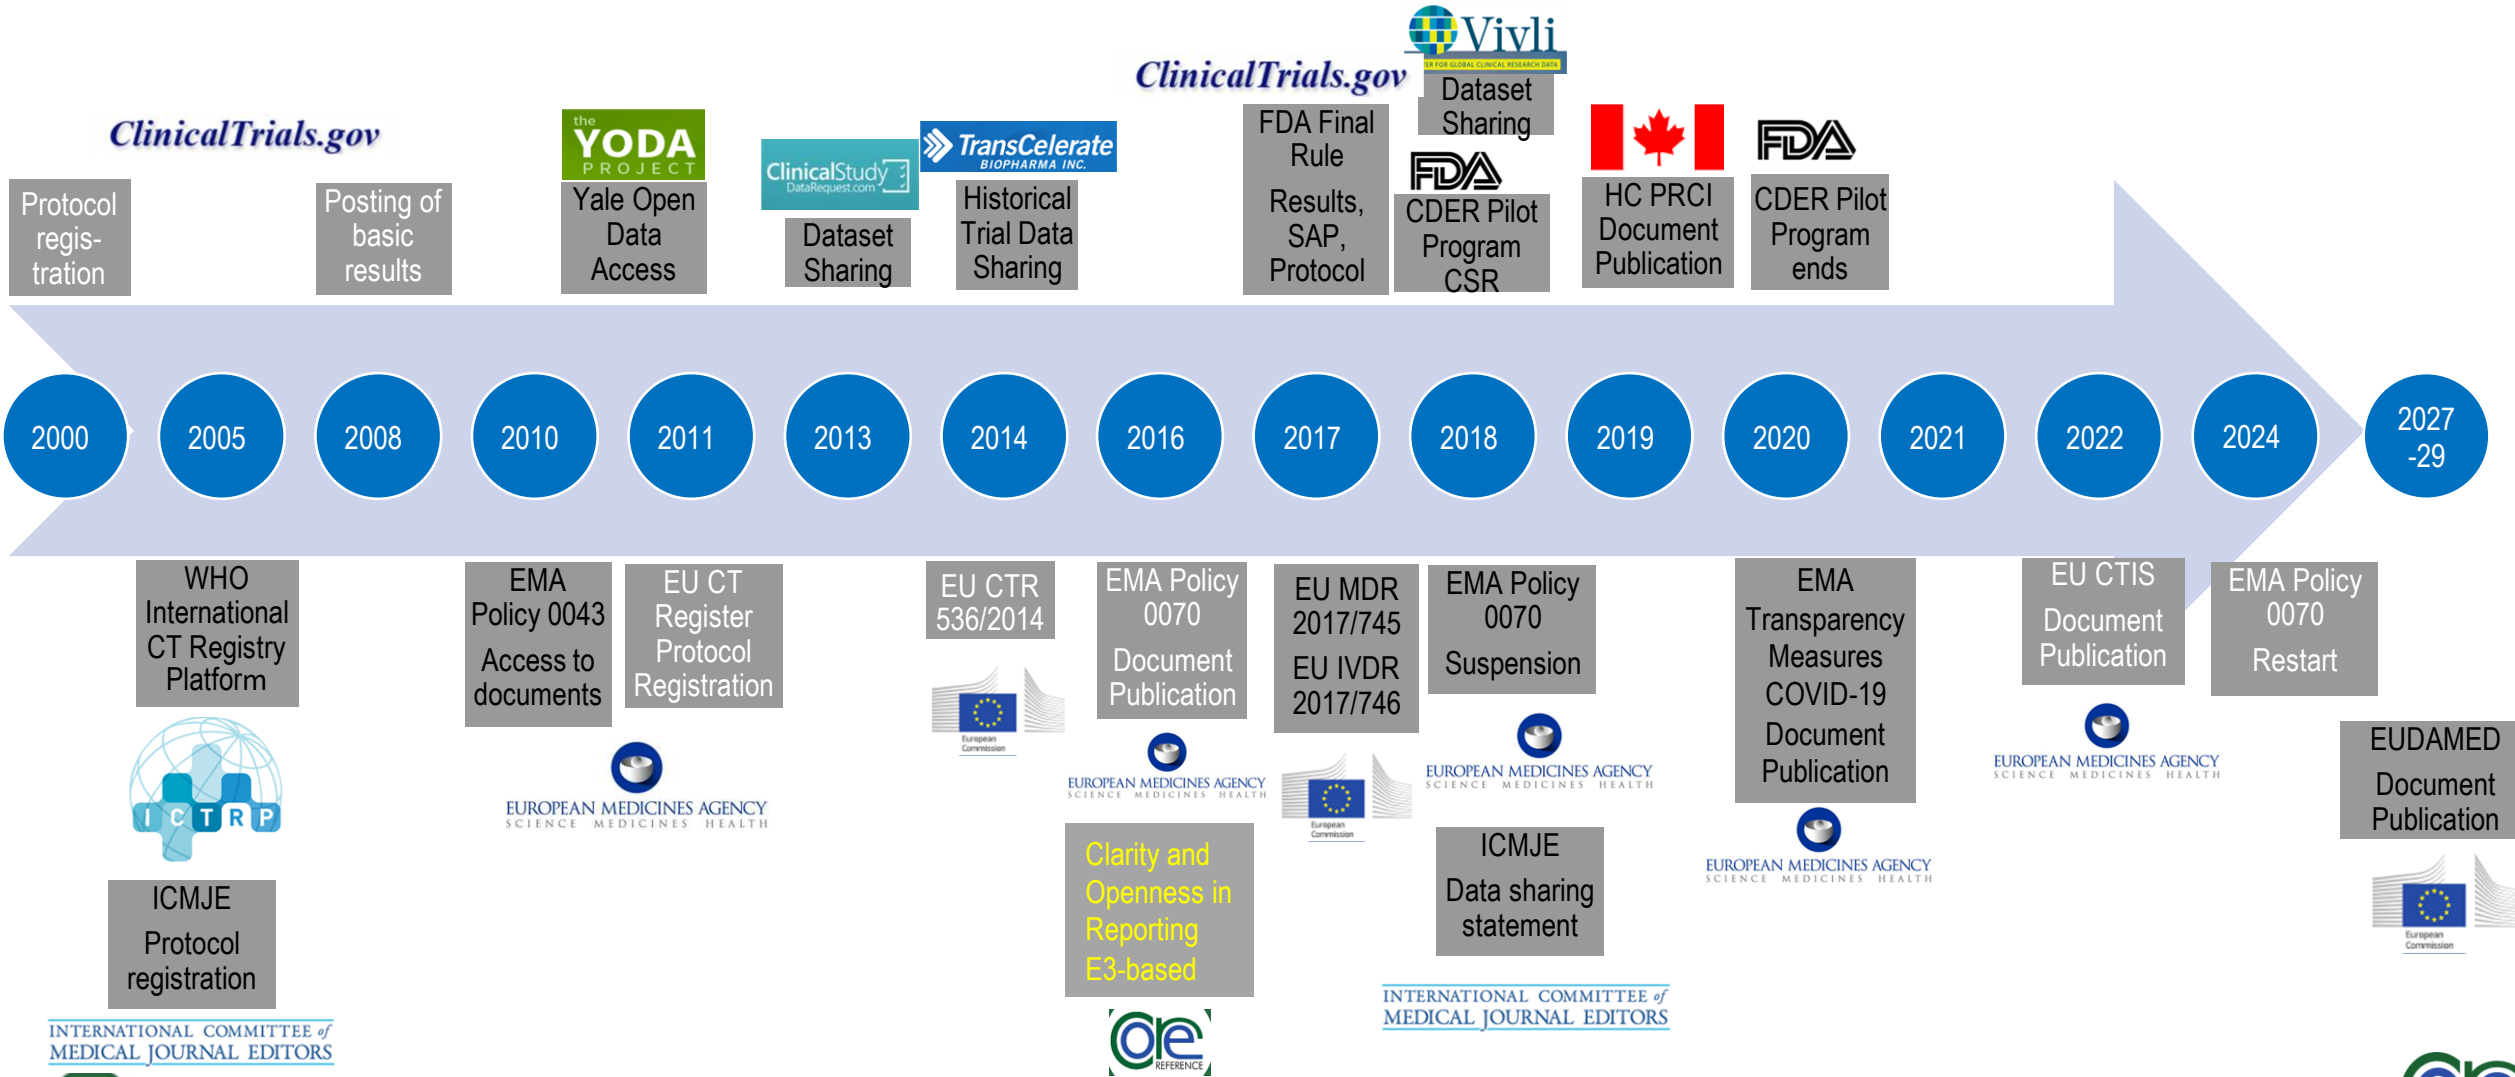 ClinicalTrials.gov
Protocol
regis-
tration
Posting of
basic
results
the
YODA
PROJECT
Yale Open
Data
Access
ClinicalStudy
DataRequest.com
Dataset
Sharing
TransCelerate
BIOPHARMA INC.
Historical
Trial Data
Sharing
ClinicalTrials.gov
FDA Final
Rule
Results,
SAP,
Protocol
Vivli
ER FOR GLOBAL CLINICAL RESEARCH DATA
Dataset
Sharing
FDA
CDER Pilot
Program
CSR
HC PRCI
Document
Publication
FDA
CDER Pilot
Program
ends
2000
2005
2008
2010
2011
2013
2014
2016
2017
2018
2019
2020
2021
2022
2024
2027
-29
WHO
International
CT Registry
Platform
ICTRP
ICMJE
Protocol
registration
INTERNATIONAL COMMITTEE of
MEDICAL JOURNAL EDITORS
EMA
Policy 0043
Access to
documents
EU CT
Register
Protocol
Registration
EUROPEAN MEDICINES AGENCY
SCIENCE MEDICINES HEALTH
EU CTR
536/2014
European
Commission
EMA Policy
0070
Document
Publication
EUROPEAN MEDICINES AGENCY
SCIENCE MEDICINES HEALTH
Clarity and
Openness in
Reporting
E3-based
core
REFERENCE
EU MDR
2017/745
EU IVDR
2017/746
European
Commission
EMA Policy
0070
Suspension
EUROPEAN MEDICINES AGENCY
SCIENCE MEDICINES HEALTH
ICMJE
Data sharing
statement
INTERNATIONAL COMMITTEE of
MEDICAL JOURNAL EDITORS
EMA
Transparency
Measures
COVID-19
Document
Publication
EUROPEAN MEDICINES AGENCY
SCIENCE MEDICINES HEALTH
EU CTIS
Document
Publication
EUROPEAN MEDICINES AGENCY
SCIENCE MEDICINES HEALTH
EMA Policy
0070
Restart
EUDAMED
Document
Publication
European
Commission